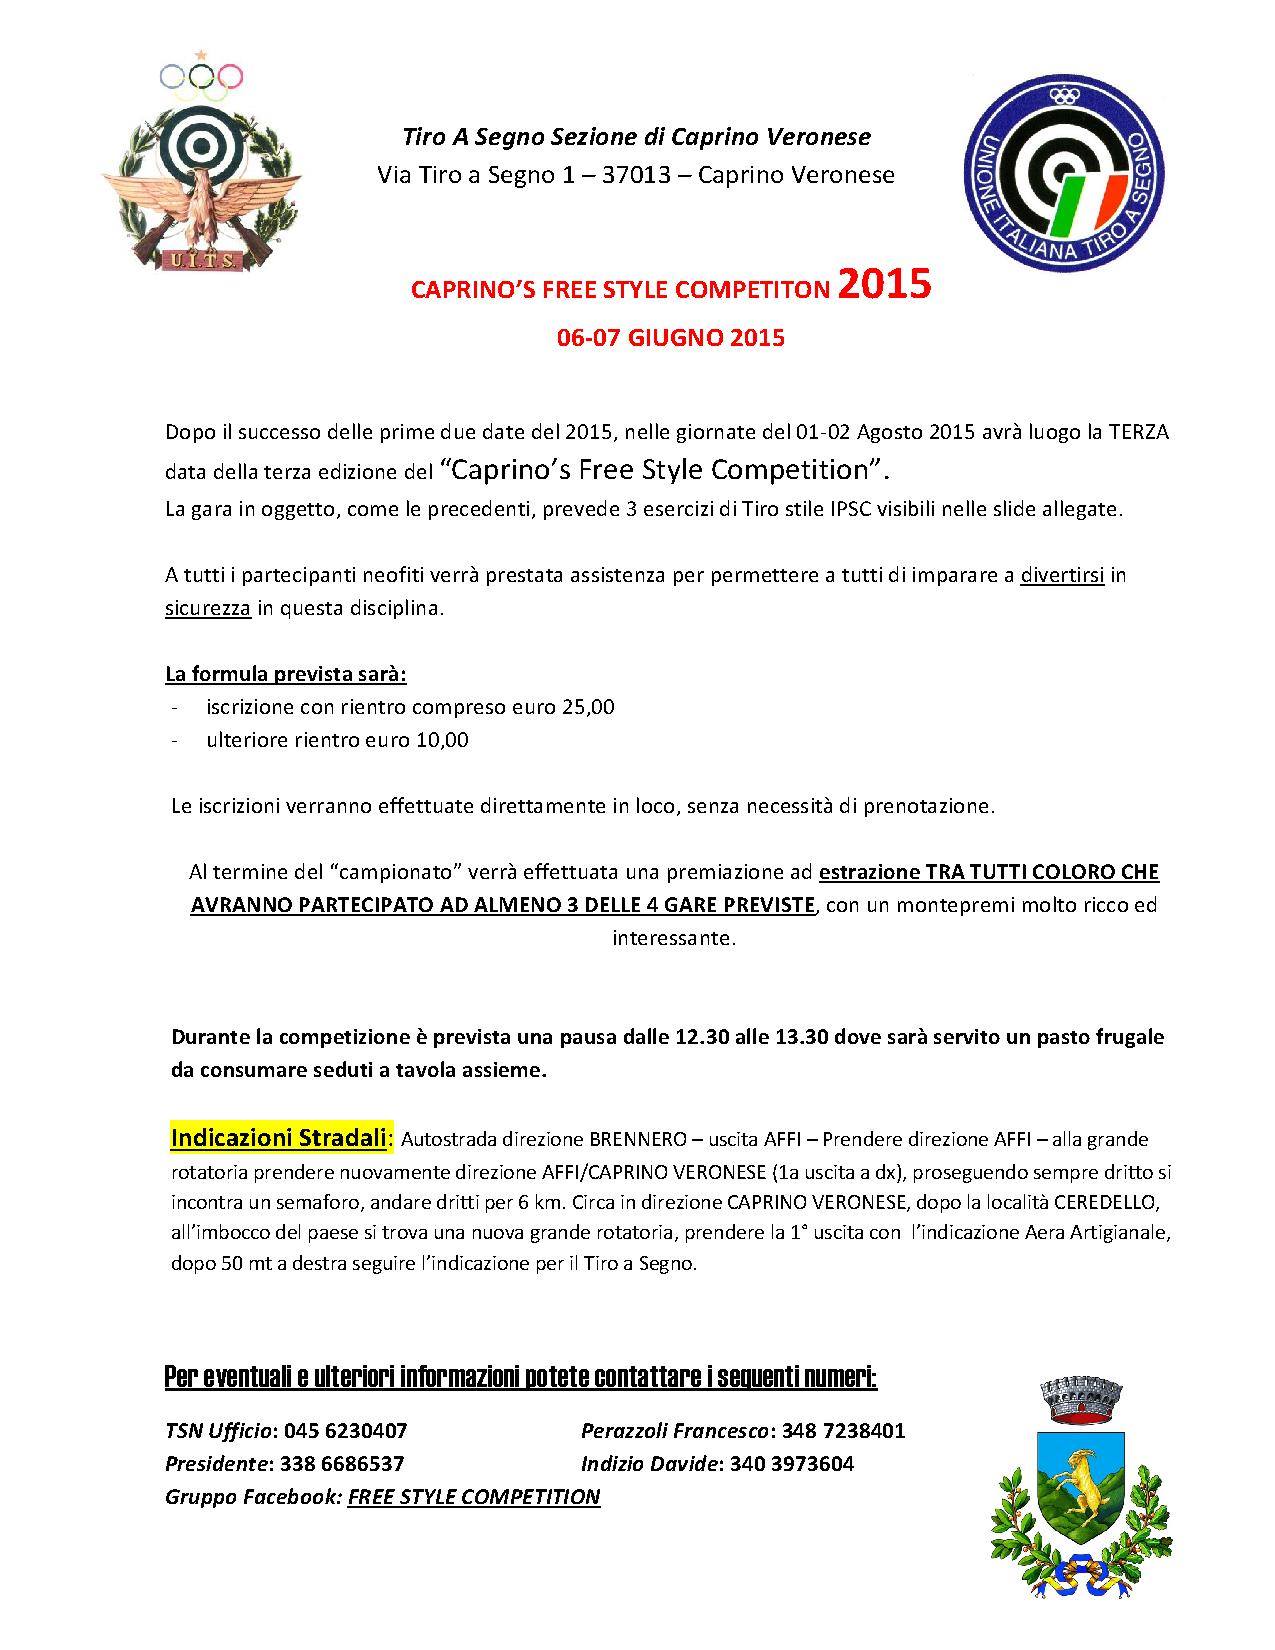 U.I.T.S.
UNIONE ITALIANA TIRO A SEGNO
Tiro A Segno Sezione di Caprino Veronese
Via Tiro a Segno 1 – 37013 – Caprino Veronese
CAPRINO’S FREE STYLE COMPETITON 2015
06-07 GIUGNO 2015
Dopo il successo delle prime due date del 2015, nelle giornate del 01-02 Agosto 2015 avrà luogo la TERZA
data della terza edizione del “Caprino’s Free Style Competition”.
La gara in oggetto, come le precedenti, prevede 3 esercizi di Tiro stile IPSC visibili nelle slide allegate.
A tutti i partecipanti neofiti verrà prestata assistenza per permettere a tutti di imparare a divertirsi in
sicurezza in questa disciplina.
La formula prevista sarà:
- iscrizione con rientro compreso euro 25,00
- ulteriore rientro euro 10,00
Le iscrizioni verranno effettuate direttamente in loco, senza necessità di prenotazione.
Al termine del “campionato” verrà effettuata una premiazione ad estrazione TRA TUTTI COLORO CHE
AVRANNO PARTECIPATO AD ALMENO 3 DELLE 4 GARE PREVISTE, con un montepremi molto ricco ed
interessante.
Durante la competizione è prevista una pausa dalle 12.30 alle 13.30 dove sarà servito un pasto frugale
da consumare seduti a tavola assieme.
Indicazioni Stradali: Autostrada direzione BRENNERO – uscita AFFI – Prendere direzione AFFI – alla grande
rotatoria prendere nuovamente direzione AFFI/CAPRINO VERONESE (1a uscita a dx), proseguendo sempre dritto si
incontra un semaforo, andare dritti per 6 km. Circa in direzione CAPRINO VERONESE, dopo la località CEREDELLO,
all’imbocco del paese si trova una nuova grande rotatoria, prendere la 1° uscita con l’indicazione Aera Artigianale,
dopo 50 mt a destra seguire l’indicazione per il Tiro a Segno.
Per eventuali e ulteriori informazioni potete contattare i seguenti numeri:
TSN Ufficio: 045 6230407 Perazzoli Francesco: 348 7238401
Presidente: 338 6686537 Indizio Davide: 340 3973604
Gruppo Facebook: FREE STYLE COMPETITION